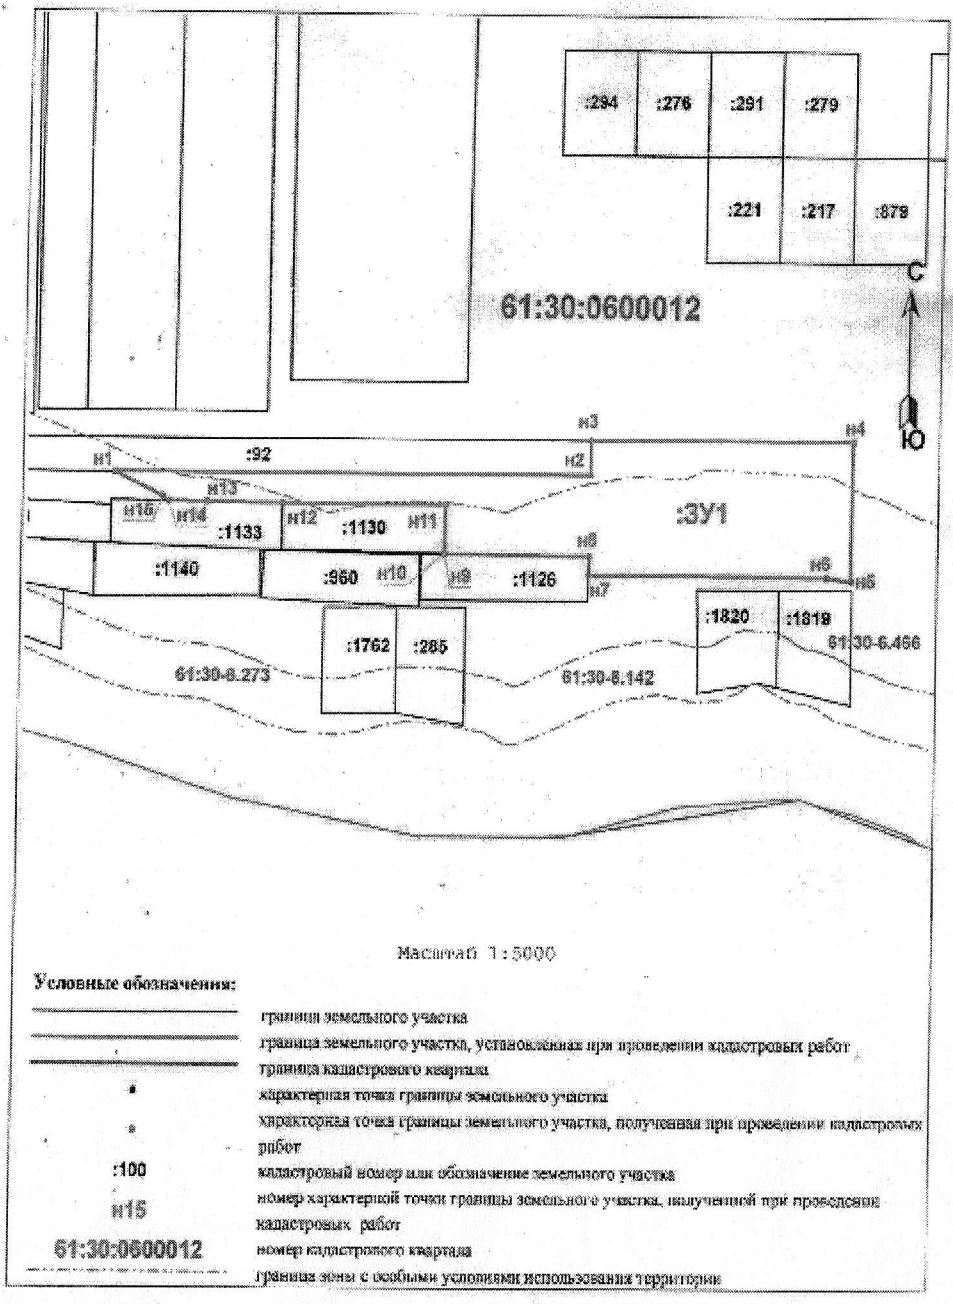 :294 :276 :291 :279
:221 :217 :879
С
61:30:0600012
Ю
н3
н4
:92
н1
н2
н13
:ЗУ1
н15 н14 :1133 н12 :1130 н11
н8
:1140 :960 н10 н9 :1126 н7 н6 н5
:1762 :285 :1820 :1819
61:30-6.466
61:30-6.273 61:30-6.142
Масштаб 1:5000
Условные обозначения:
граница земельного участка
граница земельного участка, установленная при проведении кадастровых работ
граница кадастрового квартала
характерная точка границы земельного участка
характерная точка границы земельного участка, полученная при проведении кадастровых
работ
:100 кадастровый номер или обозначение земельного участка
н15 номер характерной точки границы земельного участка, полученной при проведении
кадастровых работ
61:30:0600012 номер кадастрового квартала
граница зоны с особыми условиями использования территории